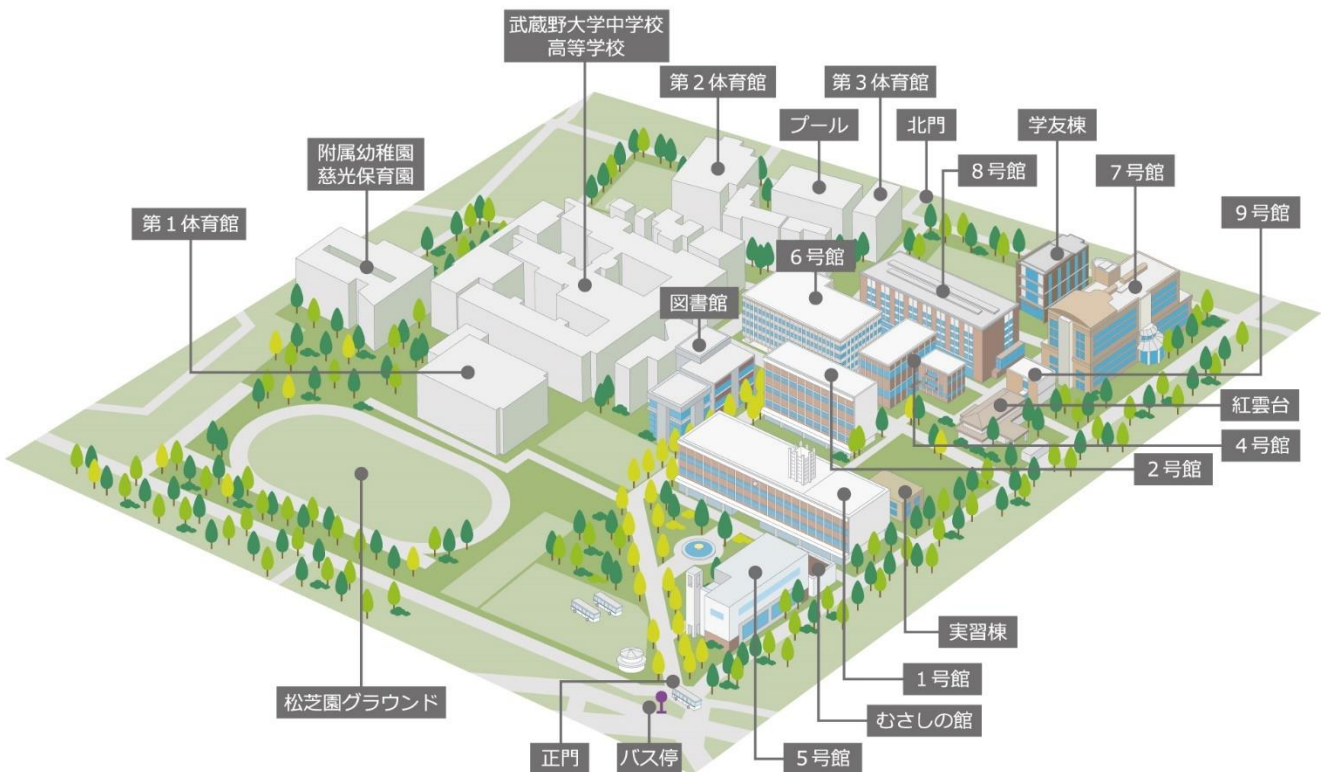 武蔵野大学中学校
高等学校
第2体育館
第3体育館
プール
北門
学友棟
附属幼稚園
慈光保育園
8号館
7号館
第1体育館
9号館
6号館
図書館
紅雲台
4号館
2号館
実習棟
1号館
松芝園グラウンド
むさしの館
正門
バス停
5号館